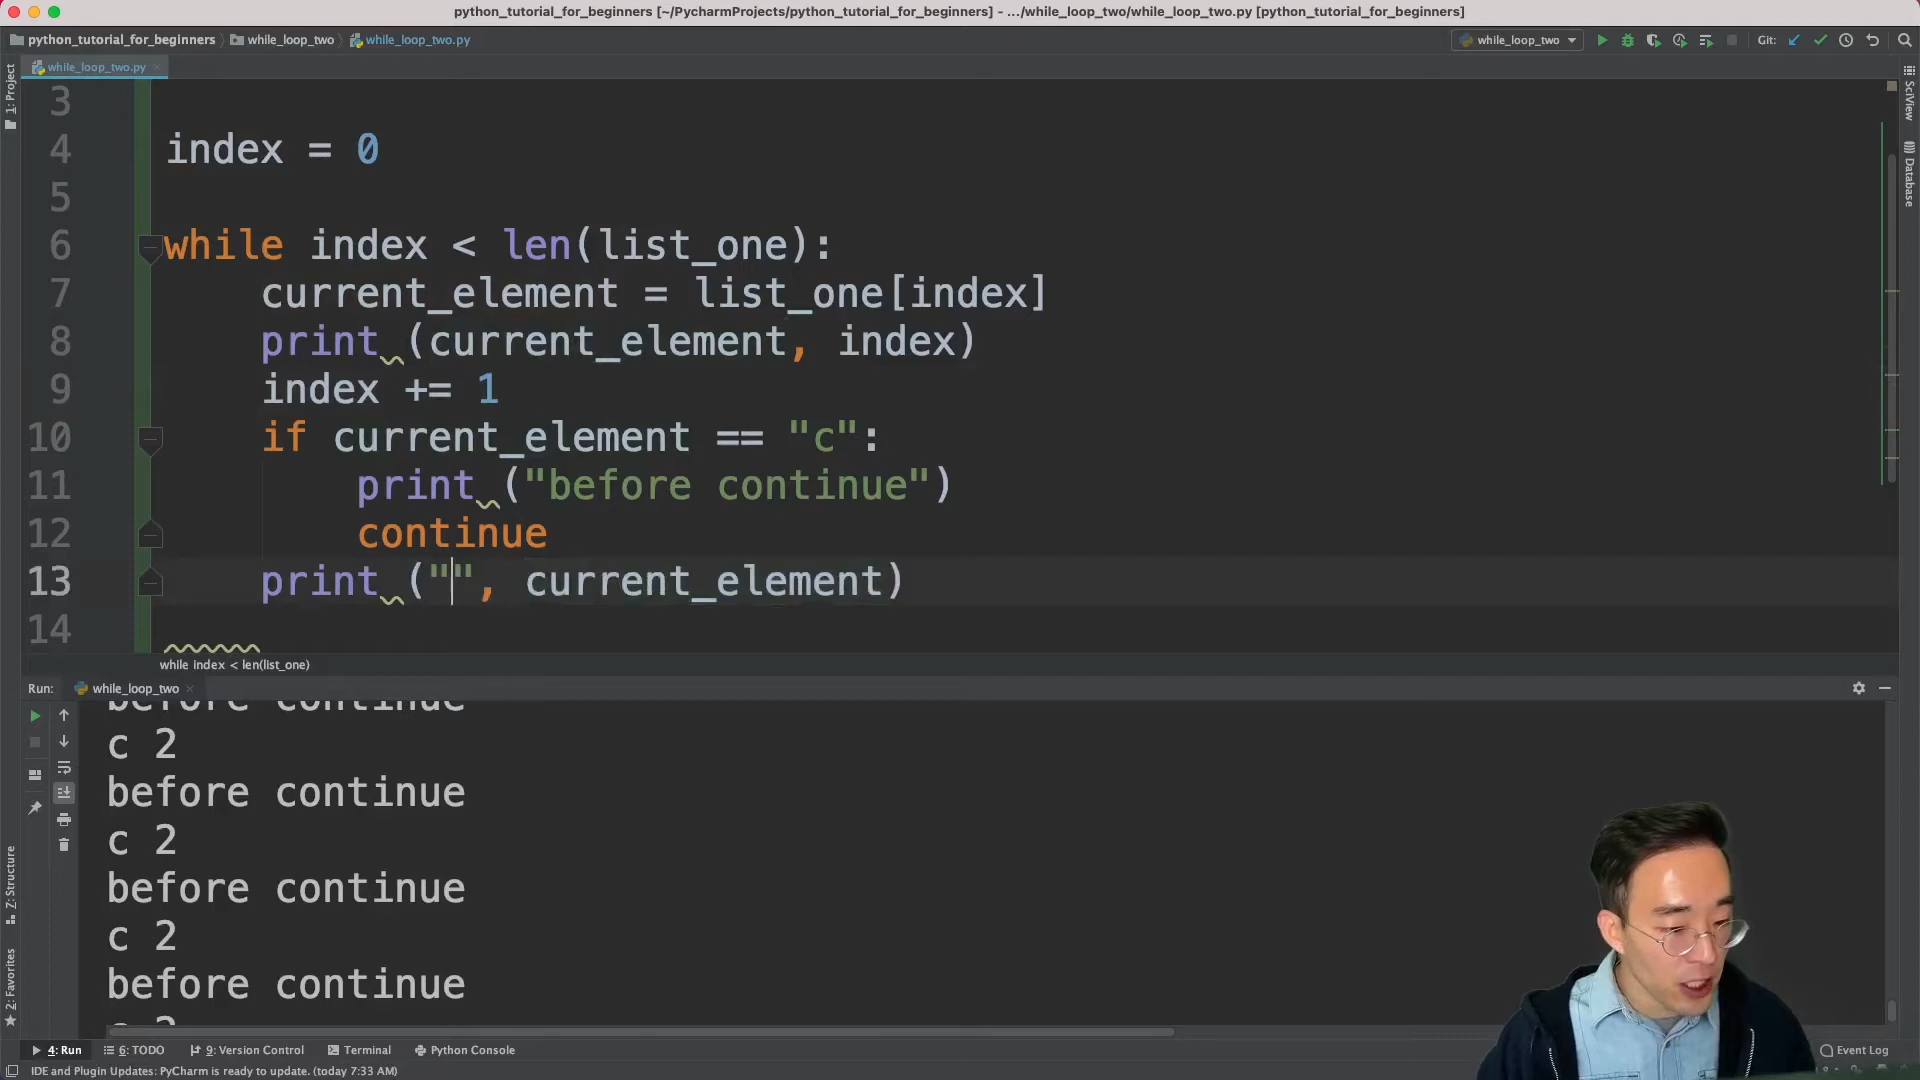 python_tutorial_for_beginners [~/PycharmProjects/python_tutorial_for_beginners] - .../while_loop_two/while_loop_two.py [python_tutorial_for_beginners]
python_tutorial_for_beginners while_loop_two while_loop_two.py while_loop_two Git:
while_loop_two.py
1: Project
SciView
Database
3
4 index = 0
5
6 while index < len(list_one):
7 current_element = list_one[index]
8 print (current_element, index)
9 index += 1
10 if current_element == "c":
11 print ("before continue")
12 continue
13 print ("", current_element)
14
while index < len(list_one)
Run: while_loop_two
before continue
c 2
before continue
c 2
before continue
c 2
before continue
c 2
Z: Structure
2: Favorites
4: Run 6: TODO 9: Version Control Terminal Python Console Event Log
IDE and Plugin Updates: PyCharm is ready to update. (today 7:33 AM)